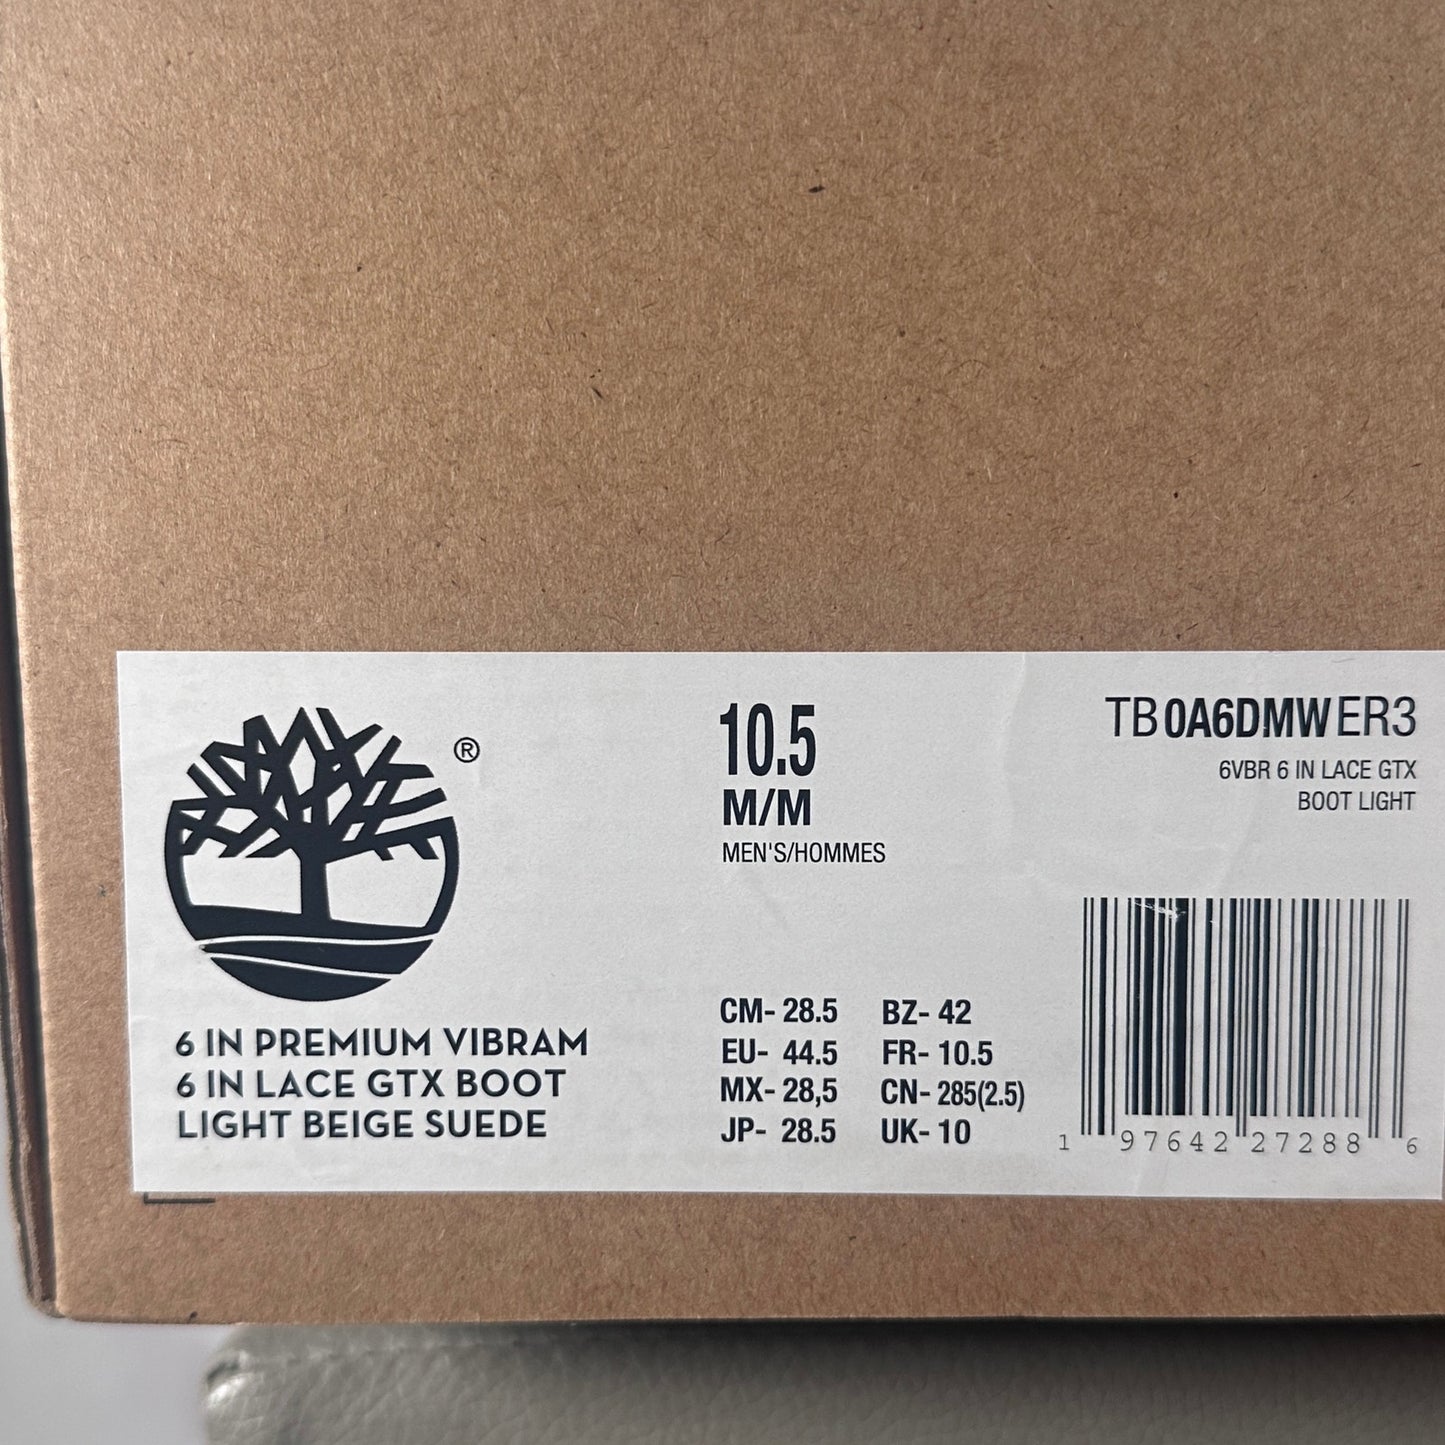 ®
6 IN PREMIUM VIBRAM
6 IN LACE GTX BOOT
LIGHT BEIGE SUEDE
10.5
M/M
MEN'S/HOMMES
CM- 28.5 BZ- 42
EU- 44.5 FR- 10.5
MX- 28,5 CN- 285(2.5)
JP- 28.5 UK- 10
TB0A6DMWER3
6VBR 6 IN LACE GTX
BOOT LIGHT
1 97642 27288 6